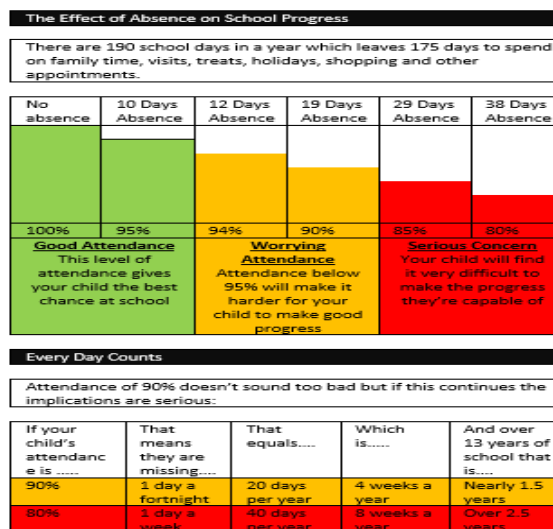 The Effect of Absence on School Progress
There are 190 school days in a year which leaves 175 days to spend
on family time, visits, treats, holidays, shopping and other
appointments.
No absence
10 Days Absence
12 Days Absence
19 Days Absence
29 Days Absence
38 Days Absence
100%
95%
94%
90%
85%
80%
Good Attendance
This level of
attendance gives
your child the best
chance at school
Worrying
Attendance
Attendance below
95% will make it
harder for your
child to make good
progress
Serious Concern
Your child will find
it very difficult to
make the progress
they're capable of
Every Day Counts
Attendance of 90% doesn't sound too bad but if this continues the
implications are serious:
If your
child's
attendanc
e is .....
That
means
they are
missing....
That
equals....
Which
is.....
And over
13 years of
school that
is....
90%
1 day a
fortnight
20 days
per year
4 weeks a
year
Nearly 1.5
years
80%
1 day a
week
40 days
per year
8 weeks a
year
Over 2.5
years